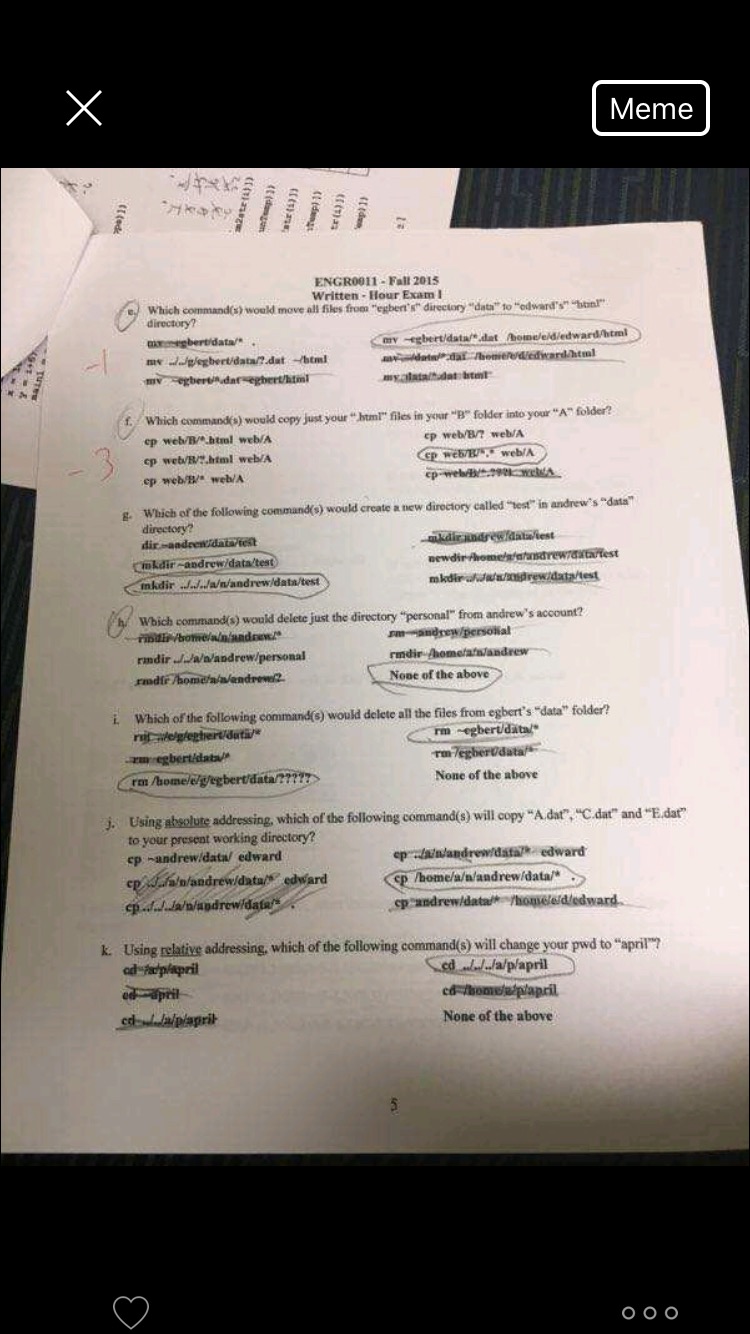 Meme
ENGR0011 - Fall 2015
Written - Hour Exam I
e. Which command(s) would move all files from "egbert's" directory "data" to "edward's" "html"
directory?
mv ~egbert/data/* .
mv ~egbert/data/*.dat /home/e/d/edward/html
-1
mv ../../g/egbert/data/?.dat ~/html
mv ~/data/*.dat /home/e/d/edward/html
mv ~egbert/*.dat ~egbert/html
my data/*.dat html
f. Which command(s) would copy just your ".html" files in your "B" folder into your "A" folder?
cp web/B/*.html web/A
cp web/B/? web/A
-3
cp web/B/?.html web/A
cp web/B/*.* web/A
cp web/B/* web/A
cp web/B/*.???l web/A
g. Which of the following command(s) would create a new directory called "test" in andrew's "data"
directory?
dir ~andrew/data/test
mkdir andrew/data/test
mkdir ~andrew/data/test
newdir /home/a/n/andrew/data/test
mkdir ../../../a/n/andrew/data/test
mkdir ../../a/n/andrew/data/test
h. Which command(s) would delete just the directory "personal" from andrew's account?
rmdir /home/a/n/andrew/*
rm ~andrew/personal
rmdir ../../a/n/andrew/personal
rmdir /home/a/n/andrew
rmdir /home/a/n/andrew/?
None of the above
i. Which of the following command(s) would delete all the files from egbert's "data" folder?
rm ../e/g/egbert/data/*
rm ~egbert/data/*
rm egbert/data/*
rm /egbert/data/*
rm /home/e/g/egbert/data/?????
None of the above
j. Using absolute addressing, which of the following command(s) will copy "A.dat", "C.dat" and "E.dat"
to your present working directory?
cp ~andrew/data/ edward
cp ../a/n/andrew/data/* edward
cp ../../a/n/andrew/data/* edward
cp /home/a/n/andrew/data/* .
cp ../../../a/n/andrew/data/* .
cp andrew/data/* /home/e/d/edward
k. Using relative addressing, which of the following command(s) will change your pwd to "april"?
cd /a/p/april
cd ../../../a/p/april
cd ~april
cd /home/a/p/april
cd ../../a/p/april
None of the above
5